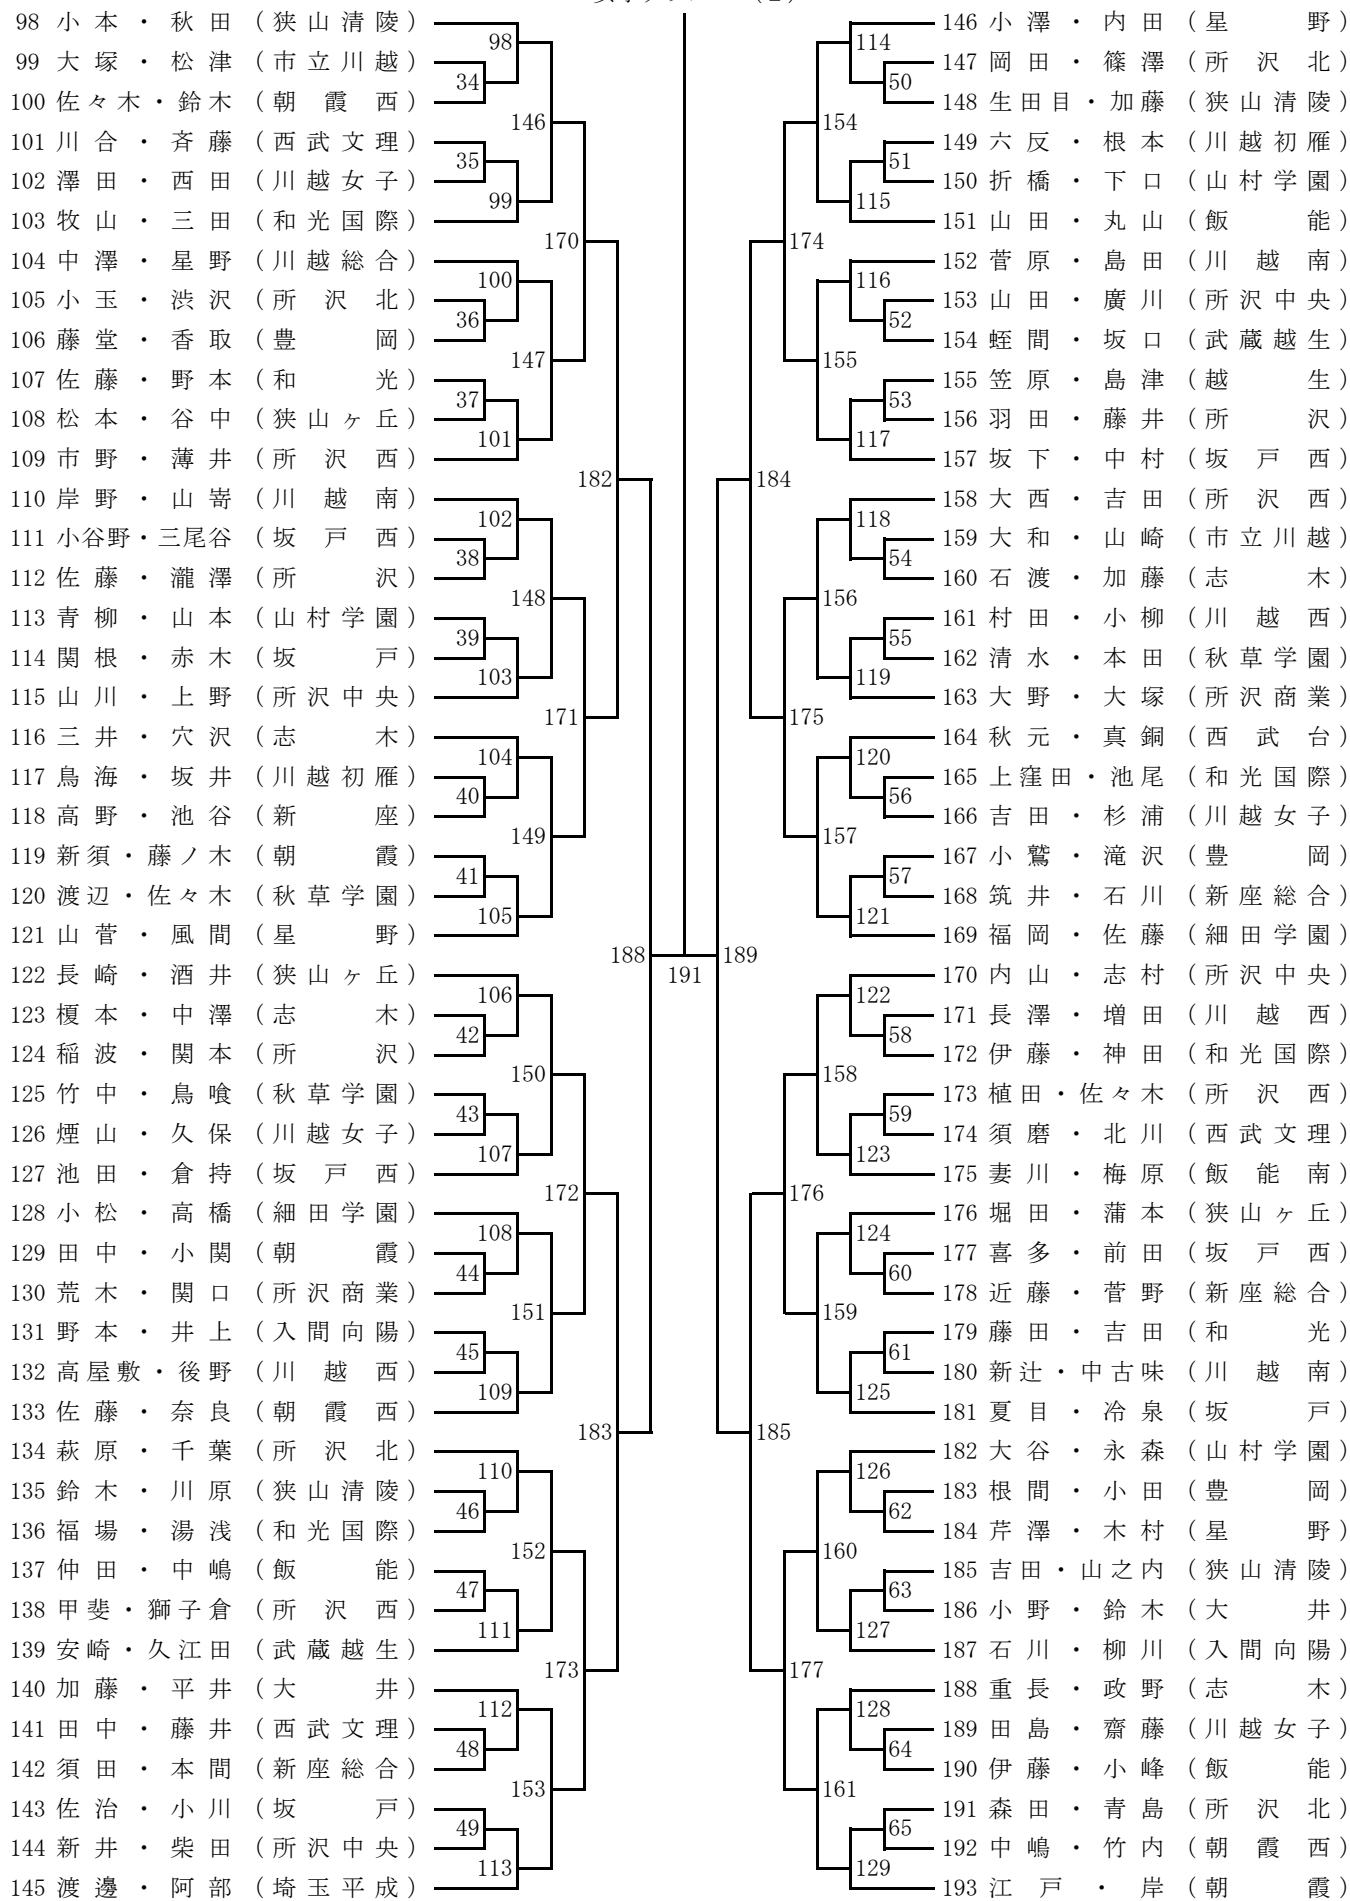 98 小本・秋田（狭山清陵）
99 大塚・松津（市立川越）
100 佐々木・鈴木（朝霞西）
101 川合・斉藤（西武文理）
102 澤田・西田（川越女子）
103 牧山・三田（和光国際）
104 中澤・星野（川越総合）
105 小玉・渋沢（所沢北）
106 藤堂・香取（豊岡）
107 佐藤・野本（和光）
108 松本・谷中（狭山ヶ丘）
109 市野・薄井（所沢西）
110 岸野・山嵜（川越南）
111 小谷野・三尾谷（坂戸西）
112 佐藤・瀧澤（所沢）
113 青柳・山本（山村学園）
114 関根・赤木（坂戸）
115 山川・上野（所沢中央）
116 三井・穴沢（志木）
117 鳥海・坂井（川越初雁）
118 高野・池谷（新座）
119 新須・藤ノ木（朝霞）
120 渡辺・佐々木（秋草学園）
121 山菅・風間（星野）
122 長崎・酒井（狭山ヶ丘）
123 榎本・中澤（志木）
124 稲波・関本（所沢）
125 竹中・鳥喰（秋草学園）
126 煙山・久保（川越女子）
127 池田・倉持（坂戸西）
128 小松・高橋（細田学園）
129 田中・小関（朝霞）
130 荒木・関口（所沢商業）
131 野本・井上（入間向陽）
132 高屋敷・後野（川越西）
133 佐藤・奈良（朝霞西）
134 萩原・千葉（所沢北）
135 鈴木・川原（狭山清陵）
136 福場・湯浅（和光国際）
137 仲田・中嶋（飯能）
138 甲斐・獅子倉（所沢西）
139 安崎・久江田（武蔵越生）
140 加藤・平井（大井）
141 田中・藤井（西武文理）
142 須田・本間（新座総合）
143 佐治・小川（坂戸）
144 新井・柴田（所沢中央）
145 渡邊・阿部（埼玉平成）
34
35
36
37
38
39
40
41
42
43
44
45
46
47
48
49
98
99
100
101
102
103
104
105
106
107
108
109
110
111
112
113
146
147
148
149
150
151
152
153
170
171
172
173
182
183
188
191
189
184
185
174
175
176
177
154
155
156
157
158
159
160
161
114
115
116
117
118
119
120
121
122
123
124
125
126
127
128
129
50
51
52
53
54
55
56
57
58
59
60
61
62
63
64
65
146 小澤・内田（星野）
147 岡田・篠澤（所沢北）
148 生田目・加藤（狭山清陵）
149 六反・根本（川越初雁）
150 折橋・下口（山村学園）
151 山田・丸山（飯能）
152 菅原・島田（川越南）
153 山田・廣川（所沢中央）
154 蛭間・坂口（武蔵越生）
155 笠原・島津（越生）
156 羽田・藤井（所沢）
157 坂下・中村（坂戸西）
158 大西・吉田（所沢西）
159 大和・山崎（市立川越）
160 石渡・加藤（志木）
161 村田・小柳（川越西）
162 清水・本田（秋草学園）
163 大野・大塚（所沢商業）
164 秋元・真銅（西武台）
165 上窪田・池尾（和光国際）
166 吉田・杉浦（川越女子）
167 小鷲・滝沢（豊岡）
168 筑井・石川（新座総合）
169 福岡・佐藤（細田学園）
170 内山・志村（所沢中央）
171 長澤・増田（川越西）
172 伊藤・神田（和光国際）
173 植田・佐々木（所沢西）
174 須磨・北川（西武文理）
175 妻川・梅原（飯能南）
176 堀田・蒲本（狭山ヶ丘）
177 喜多・前田（坂戸西）
178 近藤・菅野（新座総合）
179 藤田・吉田（和光）
180 新辻・中古味（川越南）
181 夏目・冷泉（坂戸）
182 大谷・永森（山村学園）
183 根間・小田（豊岡）
184 芹澤・木村（星野）
185 吉田・山之内（狭山清陵）
186 小野・鈴木（大井）
187 石川・柳川（入間向陽）
188 重長・政野（志木）
189 田島・齋藤（川越女子）
190 伊藤・小峰（飯能）
191 森田・青島（所沢北）
192 中嶋・竹内（朝霞西）
193 江戸・岸（朝霞）